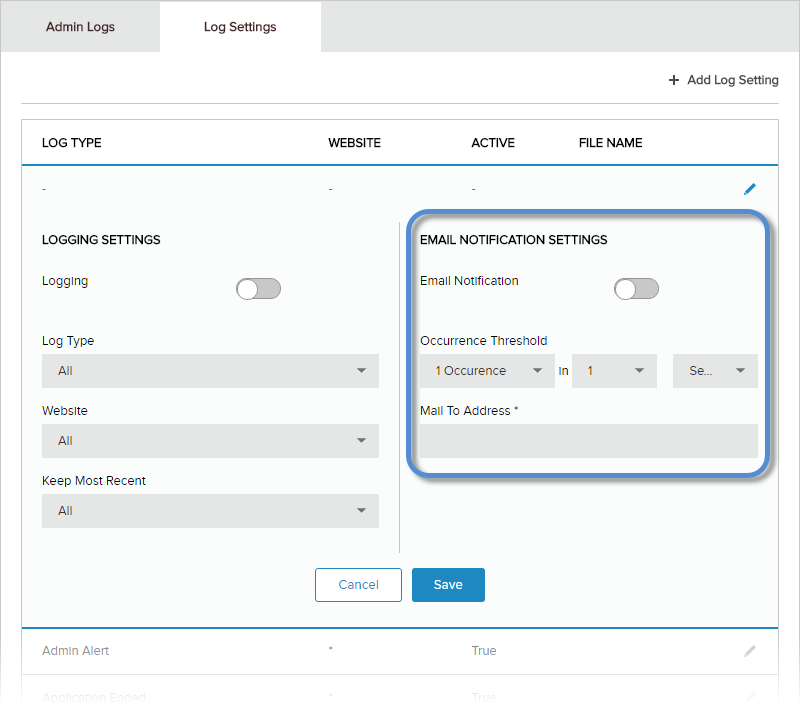 Admin Logs Log Settings
+ Add Log Setting
LOG TYPE WEBSITE ACTIVE FILE NAME
- - -
LOGGING SETTINGS EMAIL NOTIFICATION SETTINGS
Logging Email Notification
Log Type Occurrence Threshold
All 1 Occurence in 1 Se...
Website Mail To Address *
All
Keep Most Recent
All
Cancel Save
Admin Alert * True
Application Ended * True